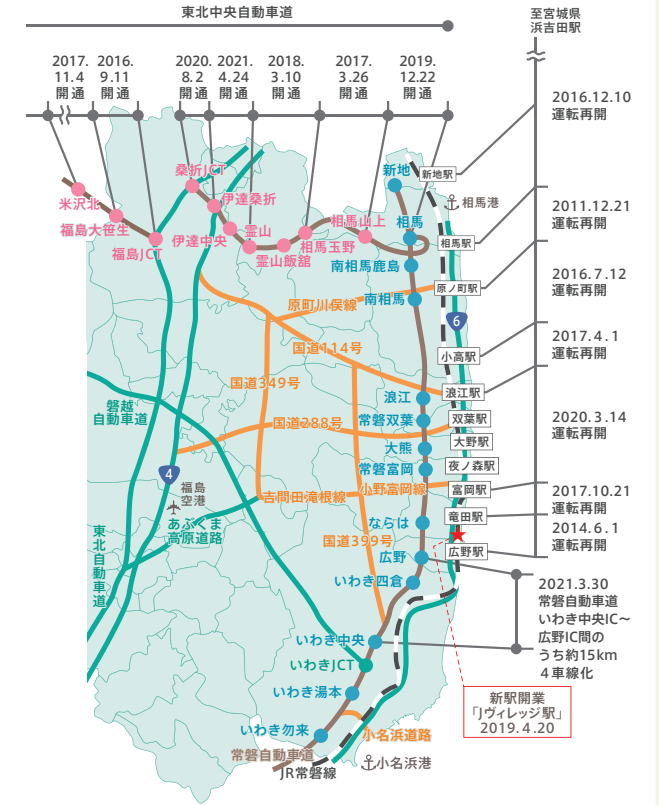 東北中央自動車道
至宮城県
浜吉田駅
2017.
11.4
開通
2016.
9.11
開通
2020.
8.2
開通
2021.
4.24
開通
2018.
3.10
開通
2017.
3.26
開通
2019.
12.22
開通
2016.12.10
運転再開
2011.12.21
運転再開
2016.7.12
運転再開
2017.4.1
運転再開
2020.3.14
運転再開
2017.10.21
運転再開
2014.6.1
運転再開
2021.3.30
常磐自動車道
いわき中央IC〜
広野IC間の
うち約15km
4車線化
新駅開業
「Jヴィレッジ駅」
2019.4.20
米沢北
福島大笹生
福島JCT
桑折JCT
伊達桑折
伊達中央
霊山
霊山飯舘
相馬玉野
相馬山上
新地
新地駅
相馬港
相馬
相馬駅
南相馬鹿島
原ノ町駅
南相馬
原町川俣線
6
国道114号
小高駅
国道349号
浪江
浪江駅
磐越
自動車道
国道288号
常磐双葉
双葉駅
大熊
大野駅
常磐富岡
夜ノ森駅
4
福島
空港
吉間田滝根線
小野富岡線
富岡駅
あぶくま
高原道路
ならは
竜田駅
東北自動車道
国道399号
広野
広野駅
いわき四倉
いわき中央
いわきJCT
いわき湯本
いわき勿来
小名浜道路
常磐自動車道
JR常磐線
小名浜港